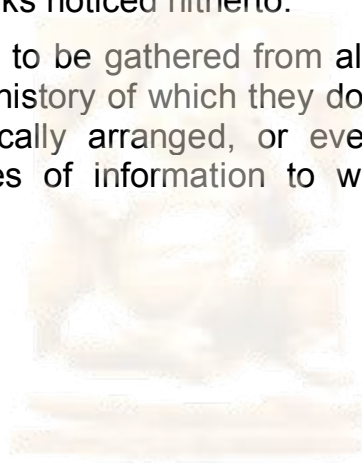 ks noticed hitherto.
to be gathered from al
history of which they do
cally arranged, or eve
es of information to w